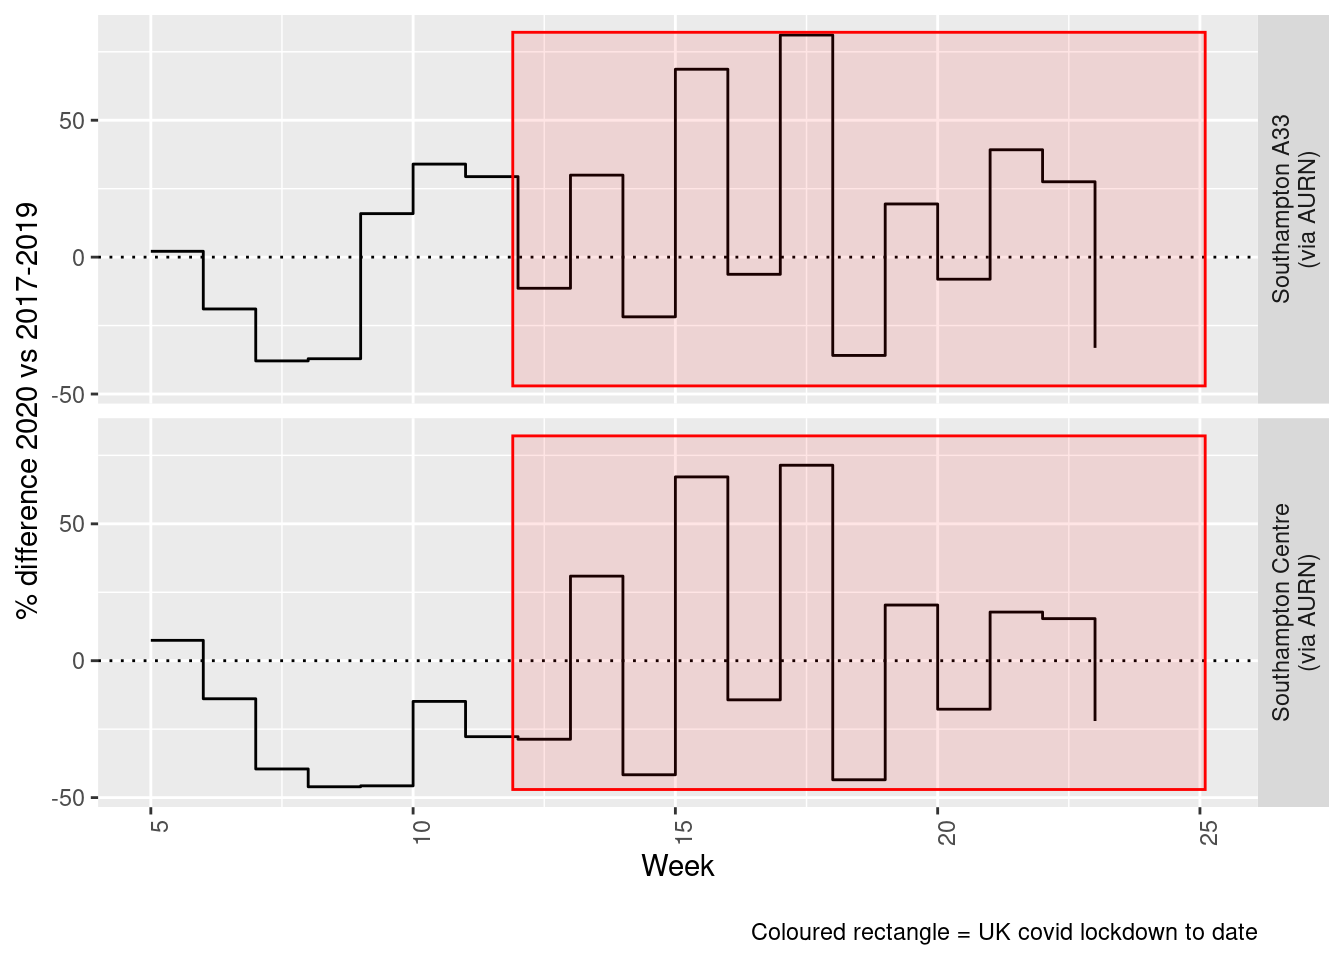 % difference 2020 vs 2017-2019
50
0
-50
Southampton A33
(via AURN)
50
0
-50
Southampton Centre
(via AURN)
5
10
15
20
25
Week
Coloured rectangle = UK covid lockdown to date